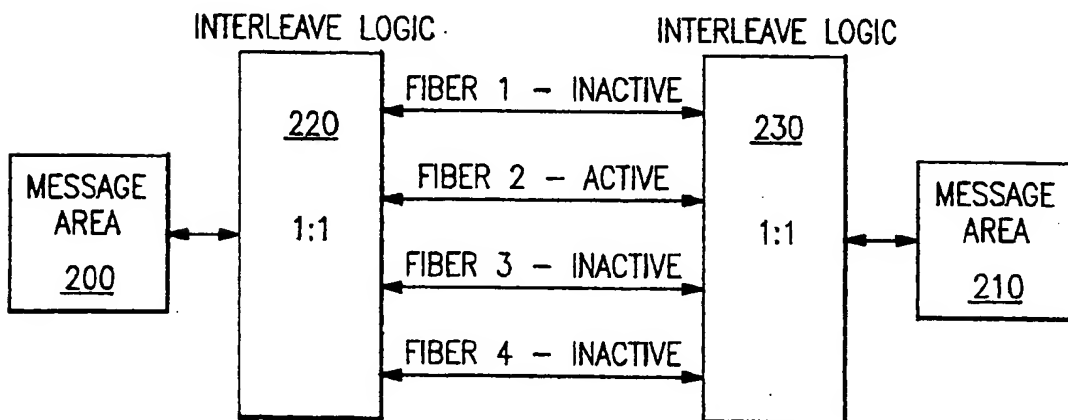 INTERLEAVE LOGIC
INTERLEAVE LOGIC
FIBER 1 – INACTIVE
220
230
FIBER 2 – ACTIVE
MESSAGE
AREA
200
1:1
1:1
MESSAGE
AREA
210
FIBER 3 – INACTIVE
FIBER 4 – INACTIVE